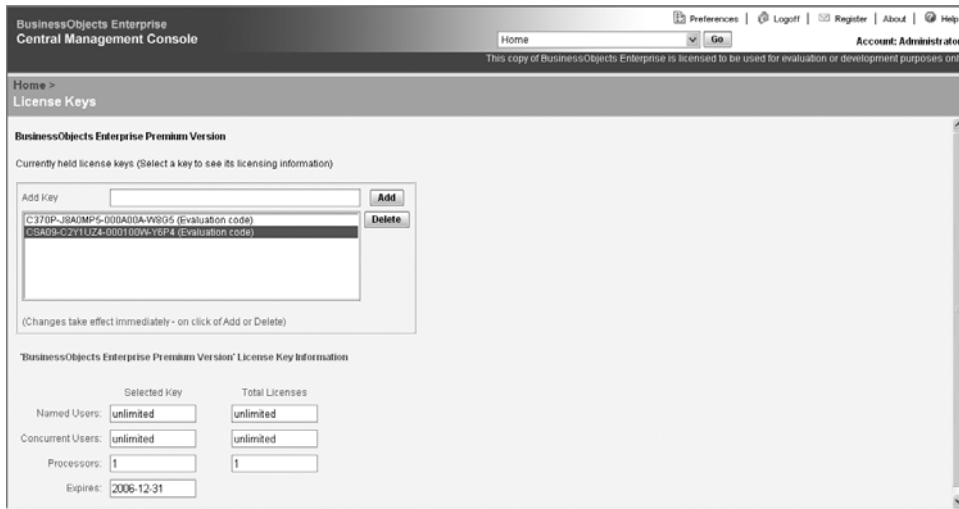 BusinessObjects Enterprise
Central Management Console
Preferences | Logoff | Register | About | Help
Home Go
Account: Administrator
This copy of BusinessObjects Enterprise is licensed to be used for evaluation or development purposes onl
Home >
License Keys
BusinessObjects Enterprise Premium Version
Currently held license keys (Select a key to see its licensing information)
Add Key Add
C370P-J8A0MP5-000A00A-W8G5 (Evaluation code)
Delete
CSA09-C2Y1UZ4-000100W-Y6P4 (Evaluation code)
(Changes take effect immediately - on click of Add or Delete)
'BusinessObjects Enterprise Premium Version' License Key Information
Selected Key Total Licenses
Named Users: unlimited unlimited
Concurrent Users: unlimited unlimited
Processors: 1 1
Expires: 2006-12-31